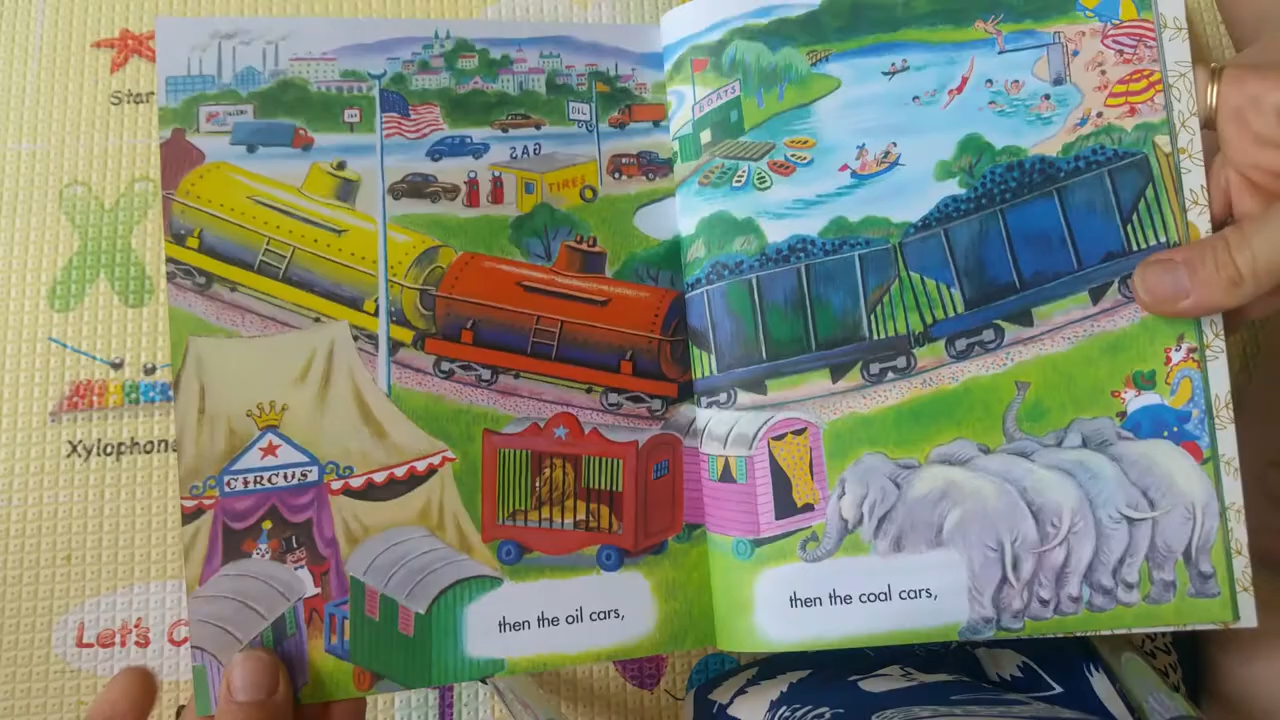 Star
Xylophone
Let's C
OIL
GAS
TIRES
BOATS
CIRCUS
then the oil cars,
then the coal cars,